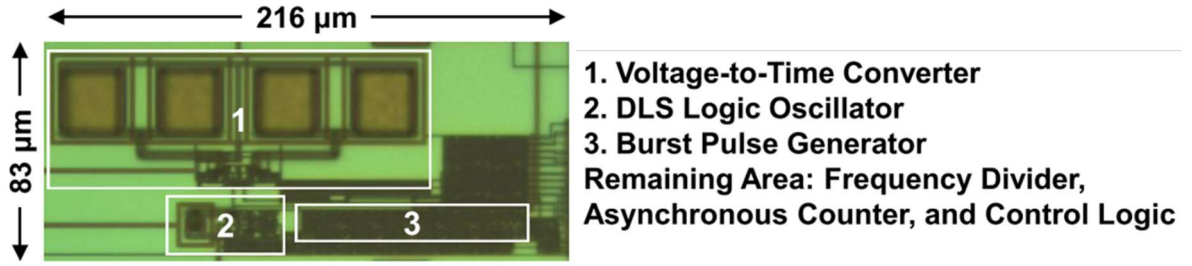 216 µm
83 µm
1
2
3
1. Voltage-to-Time Converter
2. DLS Logic Oscillator
3. Burst Pulse Generator
Remaining Area: Frequency Divider,
Asynchronous Counter, and Control Logic